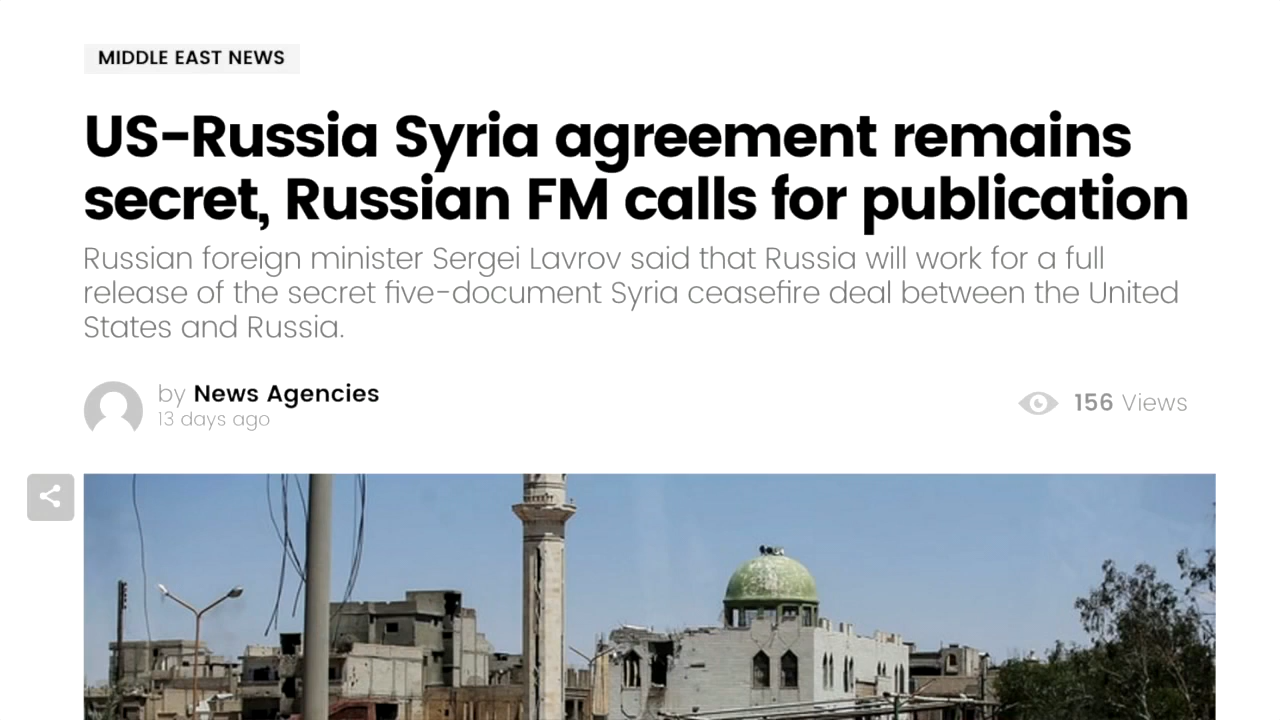 MIDDLE EAST NEWS
US-Russia Syria agreement remains
secret, Russian FM calls for publication
Russian foreign minister Sergei Lavrov said that Russia will work for a full
release of the secret five-document Syria ceasefire deal between the United
States and Russia.
by News Agencies
13 days ago
156 Views